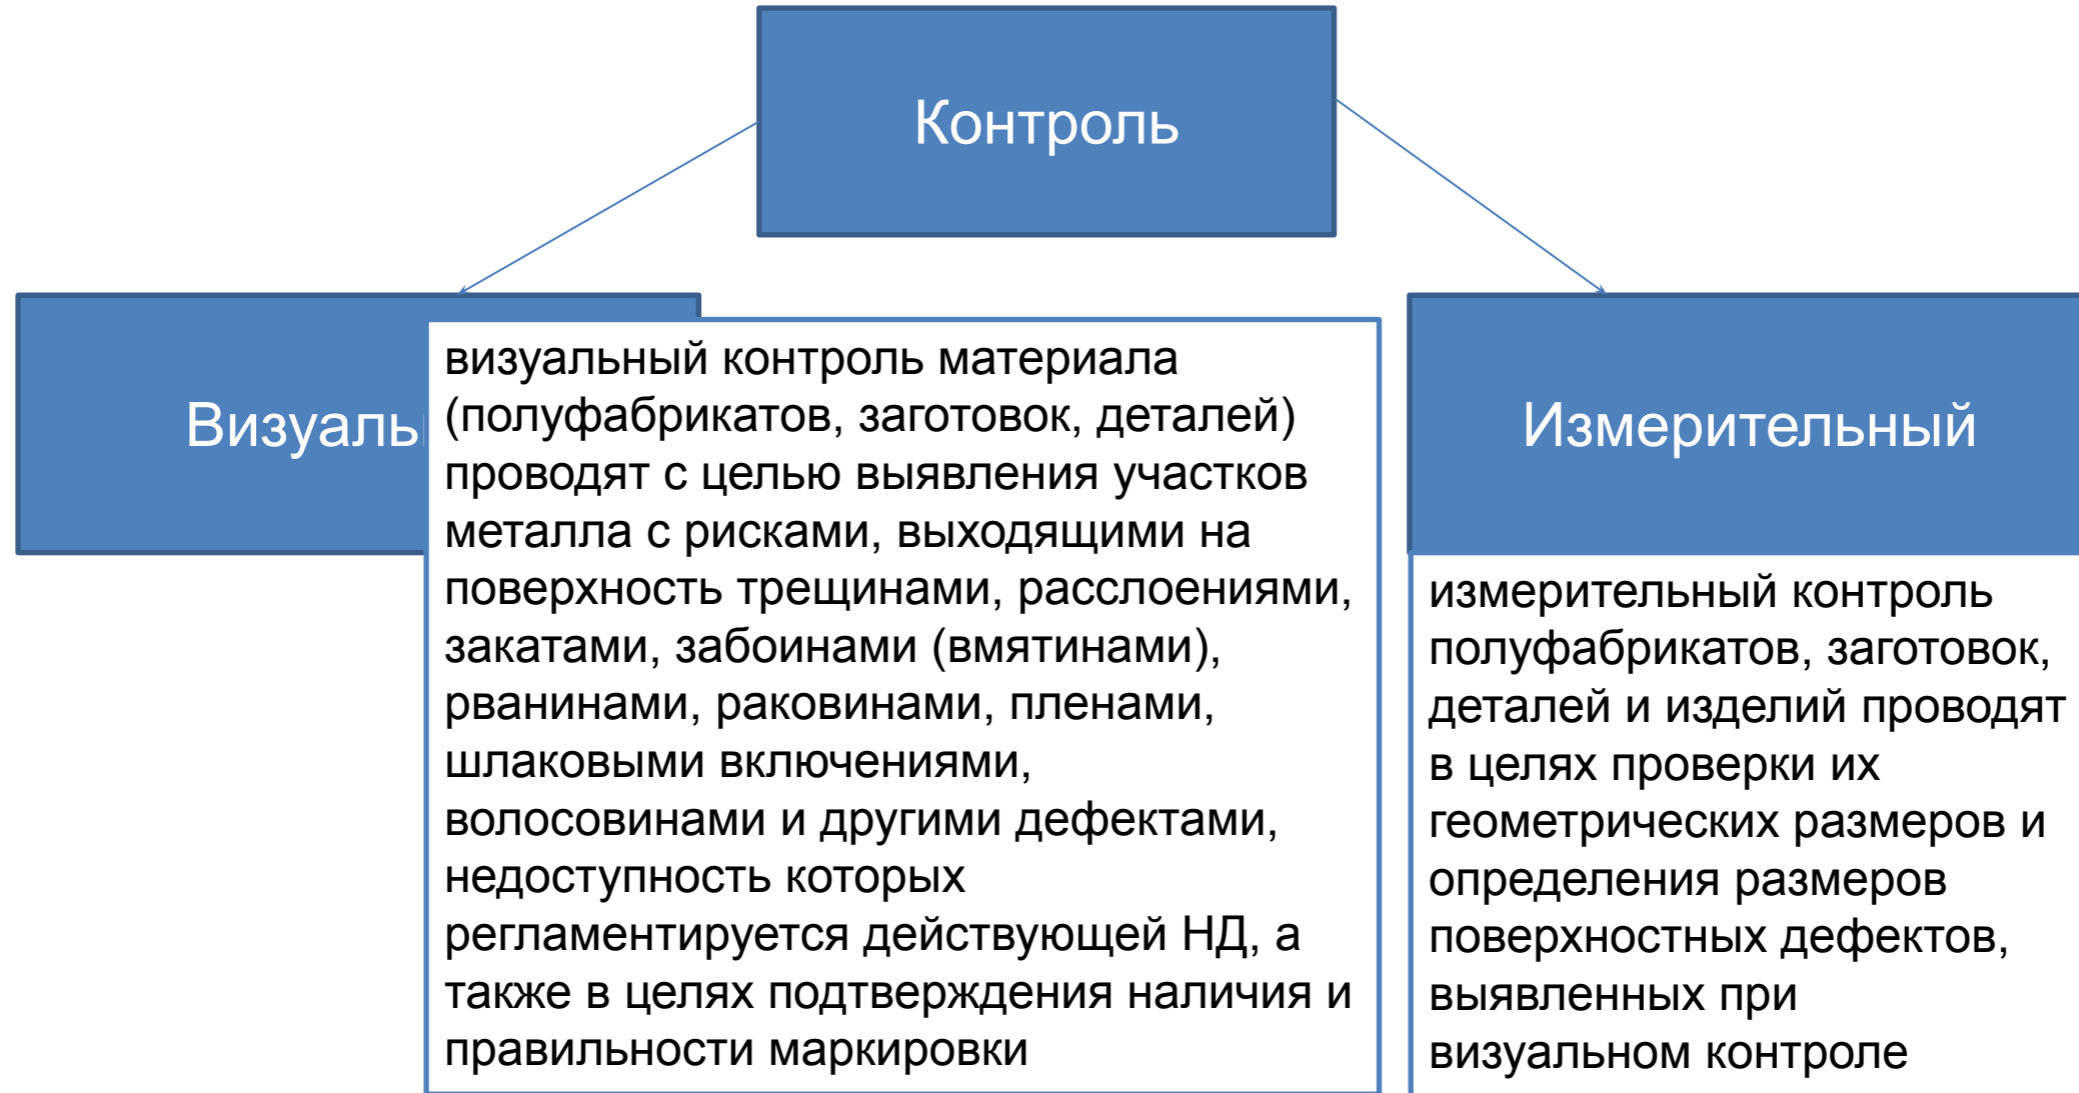 Контроль
Визуаль
визуальный контроль материала
(полуфабрикатов, заготовок, деталей)
проводят с целью выявления участков
металла с рисками, выходящими на
поверхность трещинами, расслоениями,
закатами, забоинами (вмятинами),
рванинами, раковинами, пленами,
шлаковыми включениями,
волосовинами и другими дефектами,
недоступность которых
регламентируется действующей НД, а
также в целях подтверждения наличия и
правильности маркировки
Измерительный
измерительный контроль
полуфабрикатов, заготовок,
деталей и изделий проводят
в целях проверки их
геометрических размеров и
определения размеров
поверхностных дефектов,
выявленных при
визуальном контроле